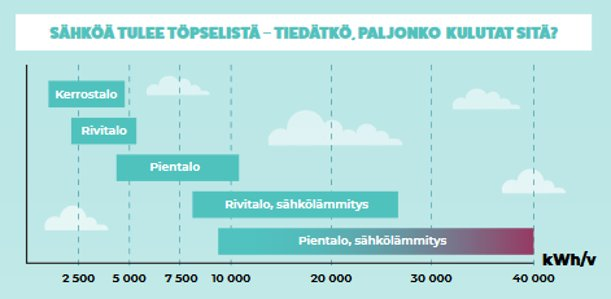 SÄHKÖÄ TULEE TÖPSELISTÄ – TIEDÄTKÖ, PALJONKO KULUTAT SITÄ?
Kerrostalo
Rivitalo
Pientalo
Rivitalo, sähkölämmitys
Pientalo, sähkölämmitys
kWh/v
2 500 5 000 7 500 10 000 20 000 30 000 40 000